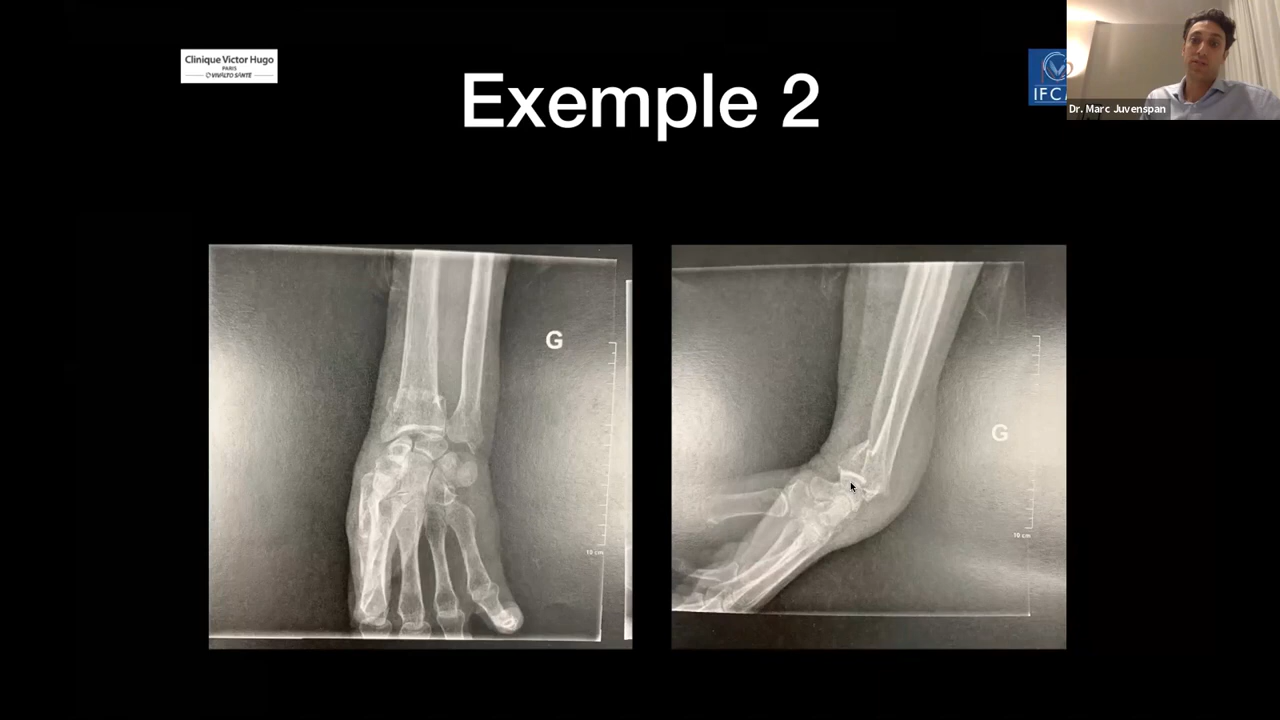 Clinique Victor Hugo
PARIS
VIVALTO SANTÉ
Exemple 2
IFC
Dr. Marc Juvenspan
G
10 cm
G
10 cm